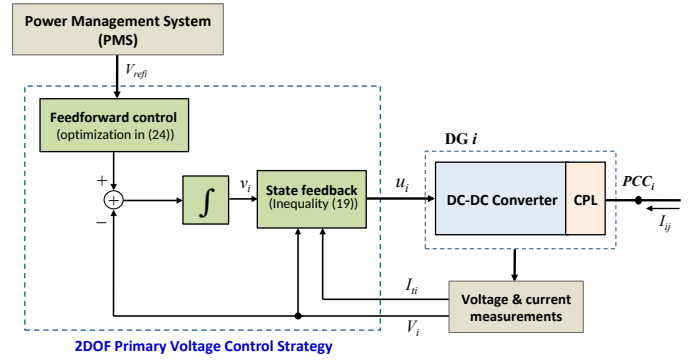 Power Management System
(PMS)
V_refi
Feedforward control
(optimization in (24))
DG i
+
+
−
∫
v_i
State feedback
(Inequality (19))
u_i
DC-DC Converter
CPL
PCC_i
I_ij
I_ti
V_i
Voltage & current
measurements
2DOF Primary Voltage Control Strategy